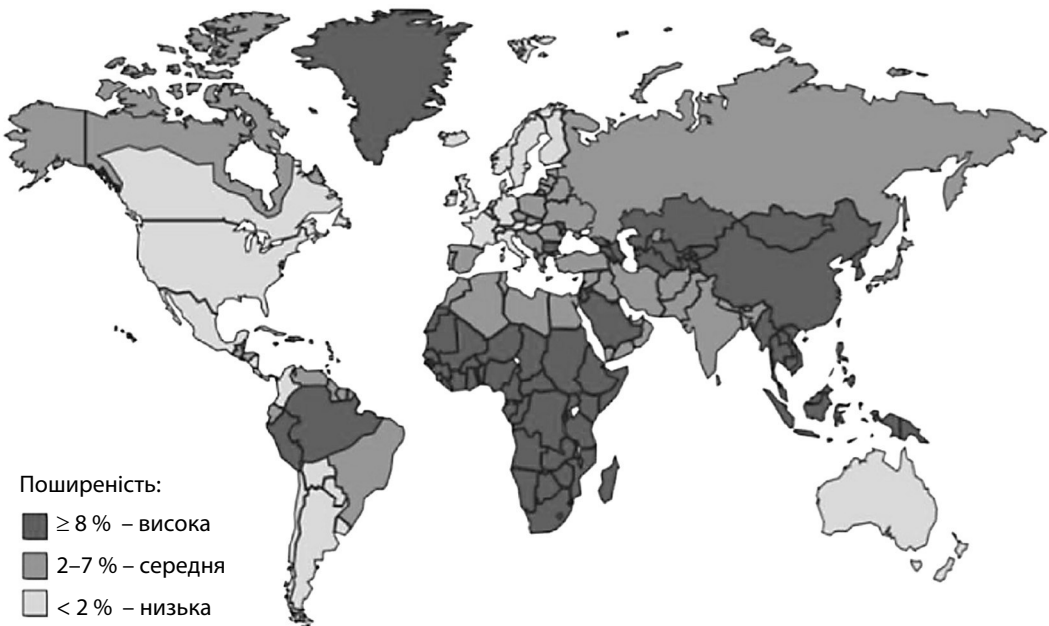 Поширеність:
≥ 8 % – висока
2–7 % – середня
< 2 % – низька